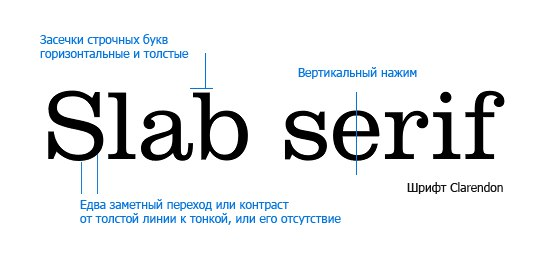 Засечки строчных букв
горизонтальные и толстые
Вертикальный нажим
Slab serif
Шрифт Clarendon
Едва заметный переход или контраст
от толстой линии к тонкой, или его отсутствие